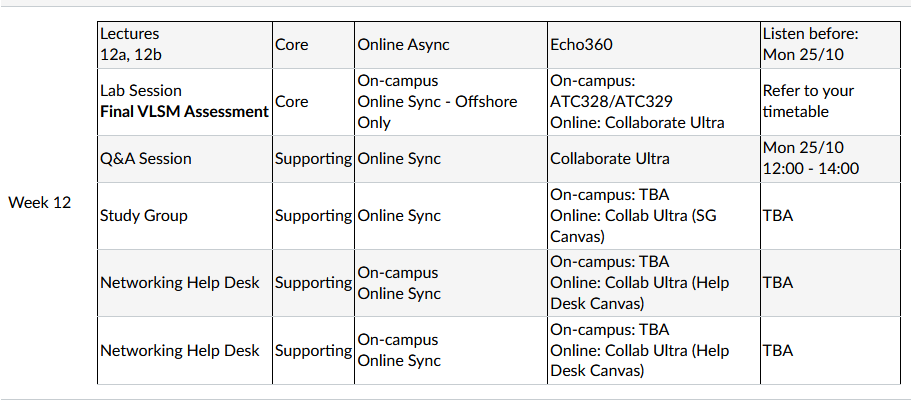 Week 12
Lectures
12a, 12b
Core
Online Async
Echo360
Listen before:
Mon 25/10
Lab Session
Final VLSM Assessment
Core
On-campus
Online Sync - Offshore
Only
On-campus:
ATC328/ATC329
Online: Collaborate Ultra
Refer to your
timetable
Q&A Session
Supporting
Online Sync
Collaborate Ultra
Mon 25/10
12:00 - 14:00
Study Group
Supporting
Online Sync
On-campus: TBA
Online: Collab Ultra (SG
Canvas)
TBA
Networking Help Desk
Supporting
On-campus
Online Sync
On-campus: TBA
Online: Collab Ultra (Help
Desk Canvas)
TBA
Networking Help Desk
Supporting
On-campus
Online Sync
On-campus: TBA
Online: Collab Ultra (Help
Desk Canvas)
TBA